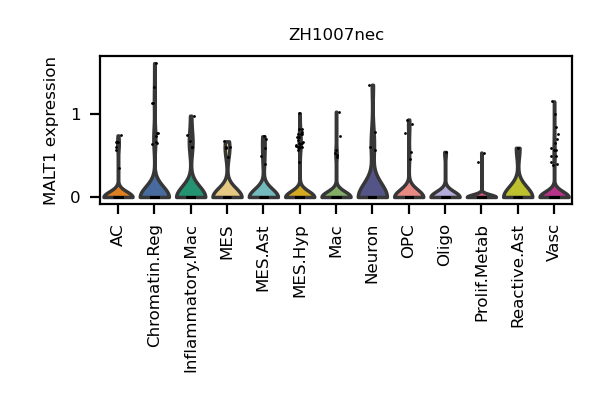 ZH1007nec
MALT1 expression
1
0
AC
Chromatin.Reg
Inflammatory.Mac
MES
MES.Ast
MES.Hyp
Mac
Neuron
OPC
Oligo
Prolif.Metab
Reactive.Ast
Vasc